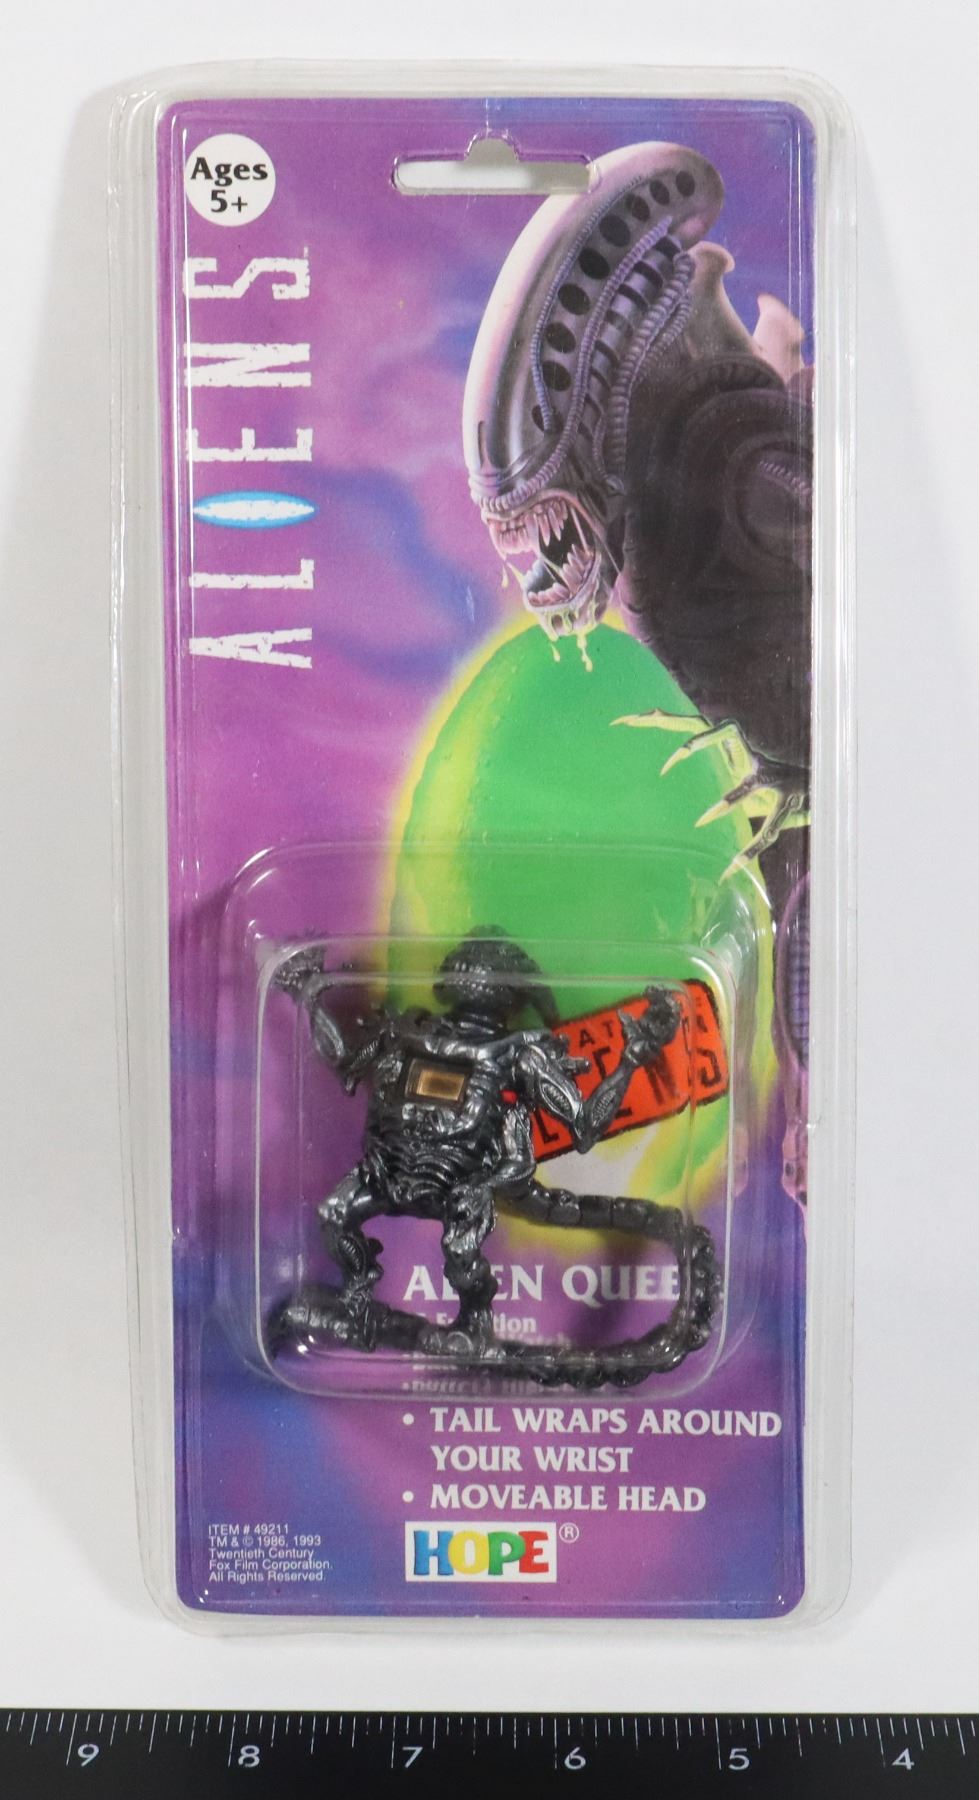 Ages
5+
ALIENS
ALIEN QUEE
• TAIL WRAPS AROUND
YOUR WRIST
• MOVEABLE HEAD
HOPE®
ITEM # 49211
TM & © 1986, 1993
Twentieth Century
Fox Film Corporation.
All Rights Reserved.
9 8 7 6 5 4